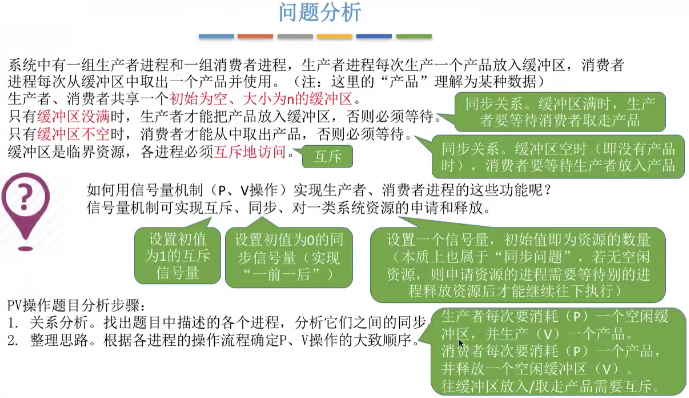 问题分析
系统中有一组生产者进程和一组消费者进程，生产者进程每次生产一个产品放入缓冲区，消费者
进程每次从缓冲区中取出一个产品并使用。（注：这里的“产品”理解为某种数据）
生产者、消费者共享一个初始为空、大小为n的缓冲区。
只有缓冲区没满时，生产者才能把产品放入缓冲区，否则必须等待。
同步关系。缓冲区满时，生产
者要等待消费者取走产品
只有缓冲区不空时，消费者才能从中取出产品，否则必须等待。
缓冲区是临界资源，各进程必须互斥地访问。
互斥
同步关系。缓冲区空时（即没有产品
时），消费者要等待生产者放入产品
如何用信号量机制（P、V操作）实现生产者、消费者进程的这些功能呢？
信号量机制可实现互斥、同步、对一类系统资源的申请和释放。
设置初值
为1的互斥
信号量
设置初值为0的同
步信号量（实现
“一前一后”）
设置一个信号量，初始值即为资源的数量
（本质上也属于“同步问题”，若无空闲
资源，则申请资源的进程需要等待别的进
程释放资源后才能继续往下执行）
PV操作题目分析步骤：
1. 关系分析。找出题目中描述的各个进程，分析它们之间的同步
2. 整理思路。根据各进程的操作流程确定P、V操作的大致顺序。
生产者每次要消耗（P）一个空闲缓
冲区，并生产（V）一个产品。
消费者每次要消耗（P）一个产品，
并释放一个空闲缓冲区（V）。
往缓冲区放入/取走产品需要互斥。